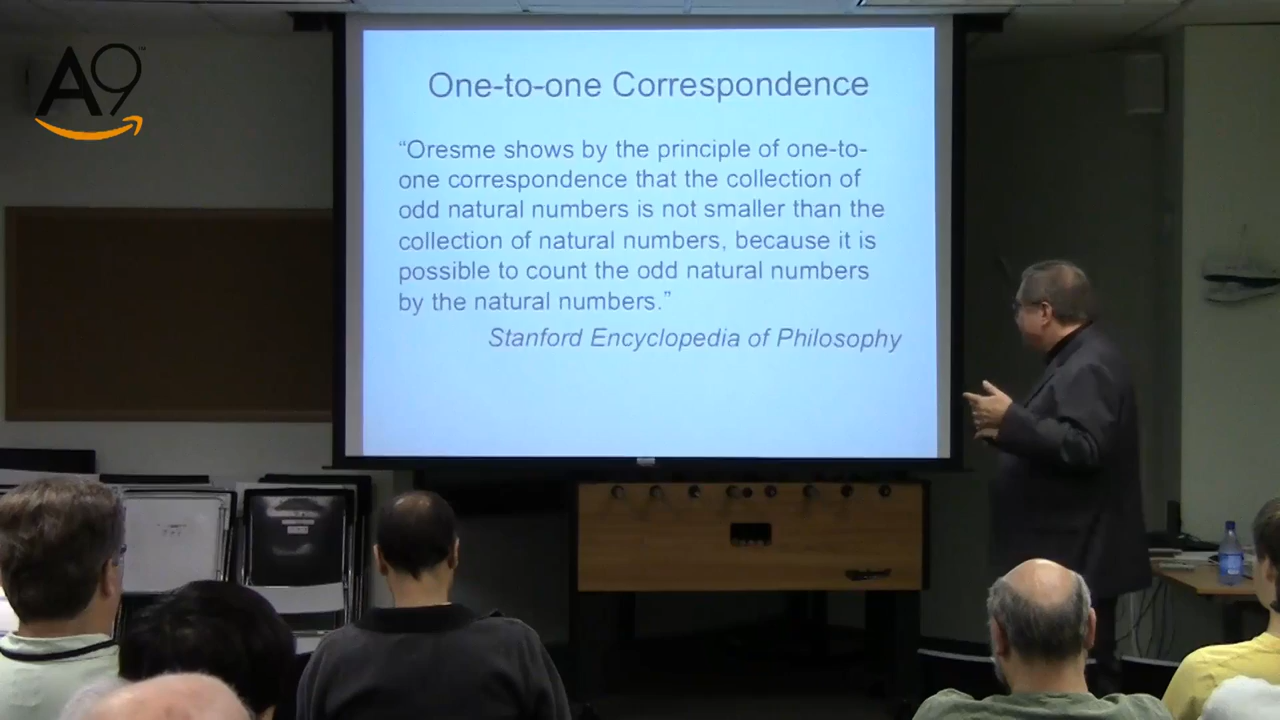 A9™
One-to-one Correspondence
“Oresme shows by the principle of one-to-
one correspondence that the collection of
odd natural numbers is not smaller than the
collection of natural numbers, because it is
possible to count the odd natural numbers
by the natural numbers.”
Stanford Encyclopedia of Philosophy